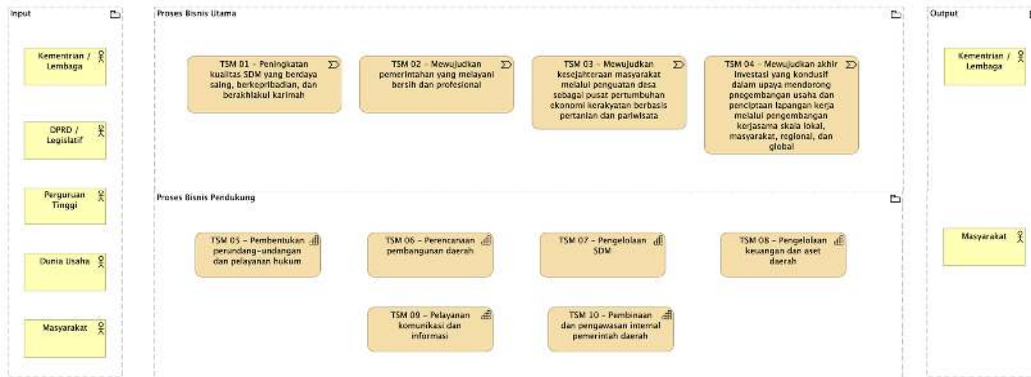 Input
Kementrian /
Lembaga
DPRD /
Legislatif
Perguruan
Tinggi
Dunia Usaha
Masyarakat
Proses Bisnis Utama
TSM 01 - Peningkatan
kualitas SDM yang berdaya
saing, berkepribadian, dan
berakhlakul karimah
TSM 02 - Mewujudkan
pemerintahan yang melayani
bersih dan profesional
TSM 03 - Mewujudkan
kesejahteraan masyarakat
melalui penguatan desa
sebagai pusat pertumbuhan
ekonomi kerakyatan berbasis
pertanian dan pariwisata
TSM 04 - Mewujudkan akhir
investasi yang kondusif
dalam upaya mendorong
pnegembangan usaha dan
penciptaan lapangan kerja
melalui pengembangan
kerjasama skala lokal,
masyarakat, regional, dan
global
Proses Bisnis Pendukung
TSM 05 - Pembentukan
perundang-undangan
dan pelayanan hukum
TSM 06 - Perencanaan
pembangunan daerah
TSM 07 - Pengelolaan
SDM
TSM 08 - Pengelolaan
keuangan dan aset
daerah
TSM 09 - Pelayanan
komunikasi dan
informasi
TSM 10 - Pembinaan
dan pengawasan internal
pemerintah daerah
Output
Kementrian /
Lembaga
Masyarakat